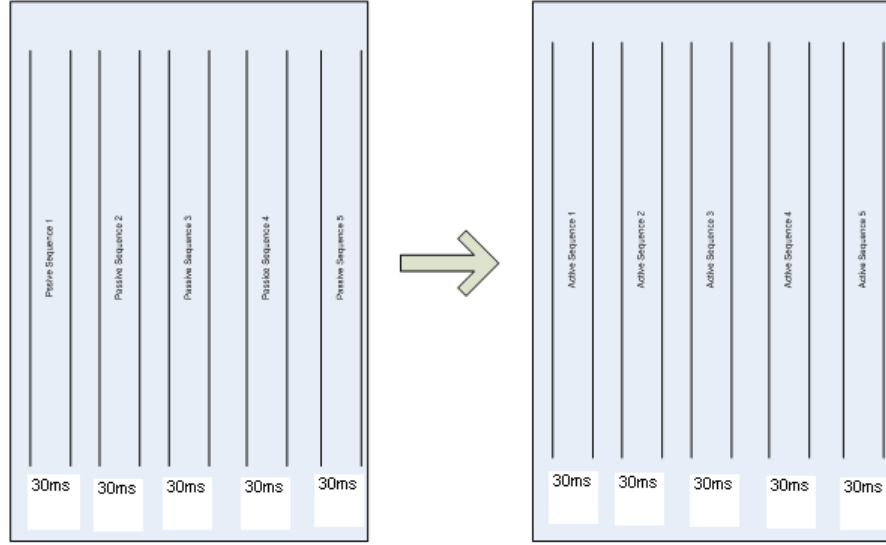 Passive Sequence 1
Passive Sequence 2
Passive Sequence 3
Passive Sequence 4
Passive Sequence 5
30ms
30ms
30ms
30ms
30ms
Active Sequence 1
Active Sequence 2
Active Sequence 3
Active Sequence 4
Active Sequence 5
30ms
30ms
30ms
30ms
30ms